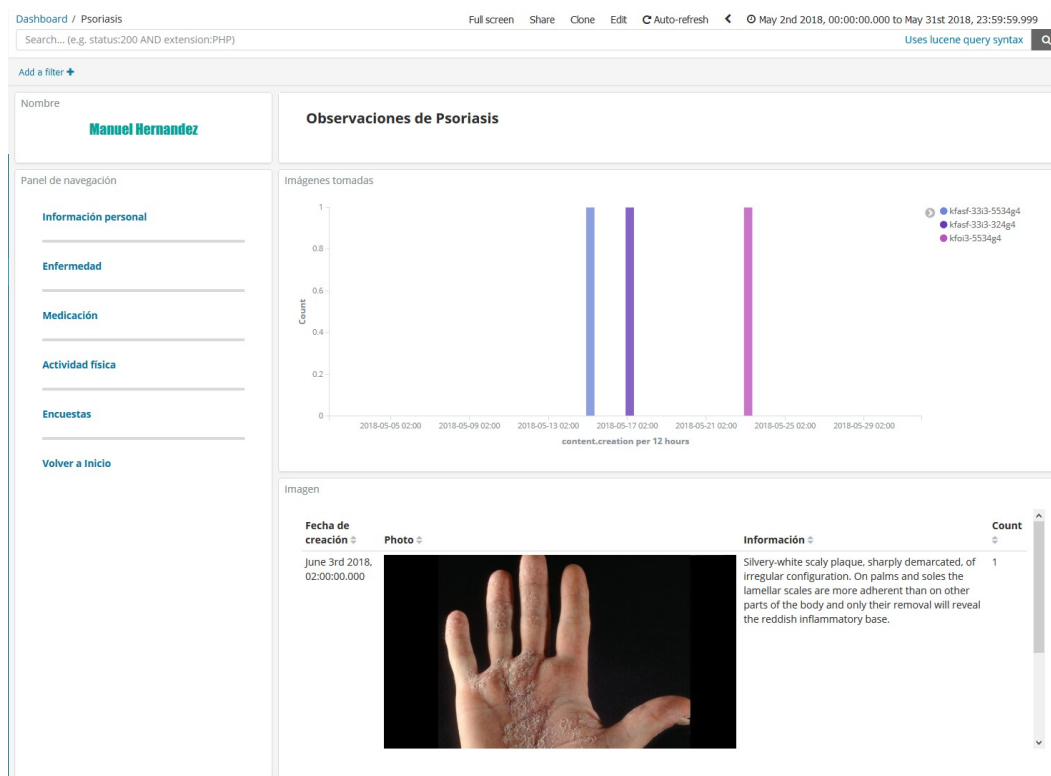 Dashboard / Psoriasis
Full screen Share Clone Edit Auto-refresh May 2nd 2018, 00:00:00.000 to May 31st 2018, 23:59:59.999
Search... (e.g. status:200 AND extension:PHP)
Uses lucene query syntax
Add a filter +
Nombre
Manuel Hernandez
Observaciones de Psoriasis
Panel de navegación
Información personal
Enfermedad
Medicación
Actividad física
Encuestas
Volver a Inicio
Imágenes tomadas
1
0.8
0.6
0.4
0.2
0
Count
2018-05-05 02:00 2018-05-09 02:00 2018-05-13 02:00 2018-05-17 02:00 2018-05-21 02:00 2018-05-25 02:00 2018-05-29 02:00
content.creation per 12 hours
kfasf-33i3-5534g4
kfasf-33i3-324g4
kfoi3-5534g4
Imagen
Fecha de
creación Photo Información Count
June 3rd 2018,
02:00:00.000
Silvery-white scaly plaque, sharply demarcated, of
irregular configuration. On palms and soles the
lamellar scales are more adherent than on other
parts of the body and only their removal will reveal
the reddish inflammatory base.
1